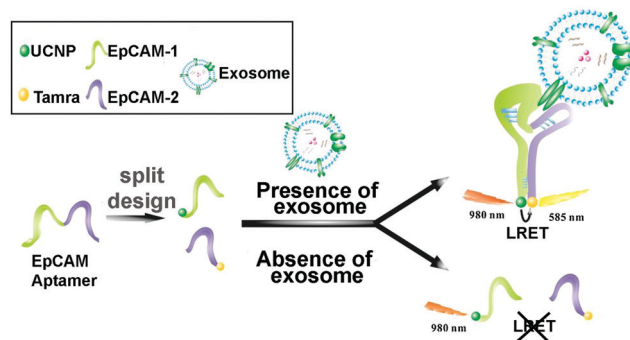 UCNP
EpCAM-1
Exosome
Tamra
EpCAM-2
EpCAM
Aptamer
split
design
Presence of
exosome
Absence of
exosome
980 nm
585 nm
LRET
980 nm
LRET